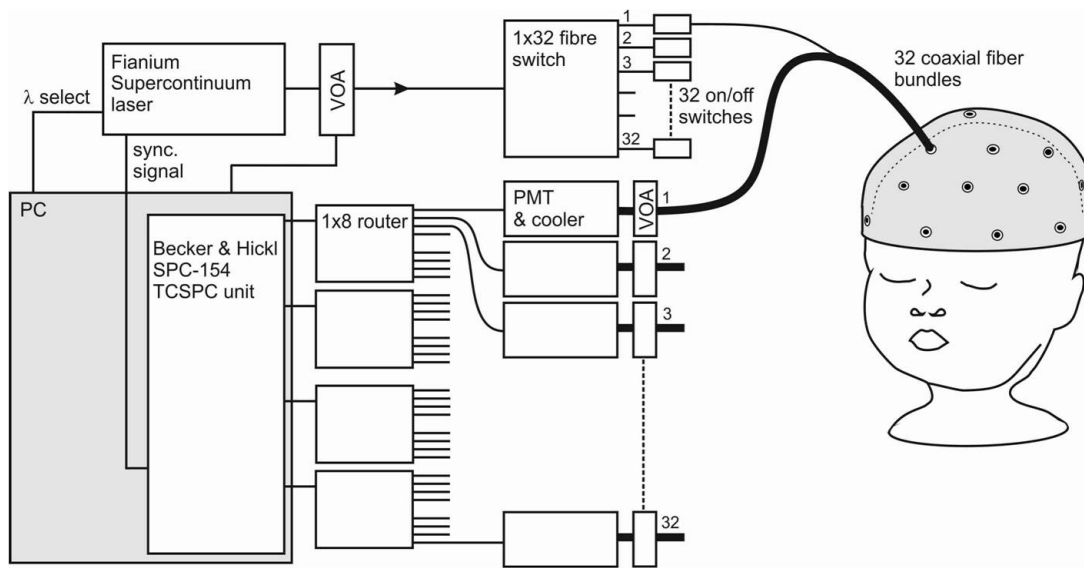 Fianium
Supercontinuum
laser
λ select
sync.
signal
VOA
1x32 fibre
switch
1
2
3
32
32 on/off
switches
32 coaxial fiber
bundles
PC
Becker & Hickl
SPC-154
TCSPC unit
1x8 router
PMT
& cooler
VOA
1
2
3
32